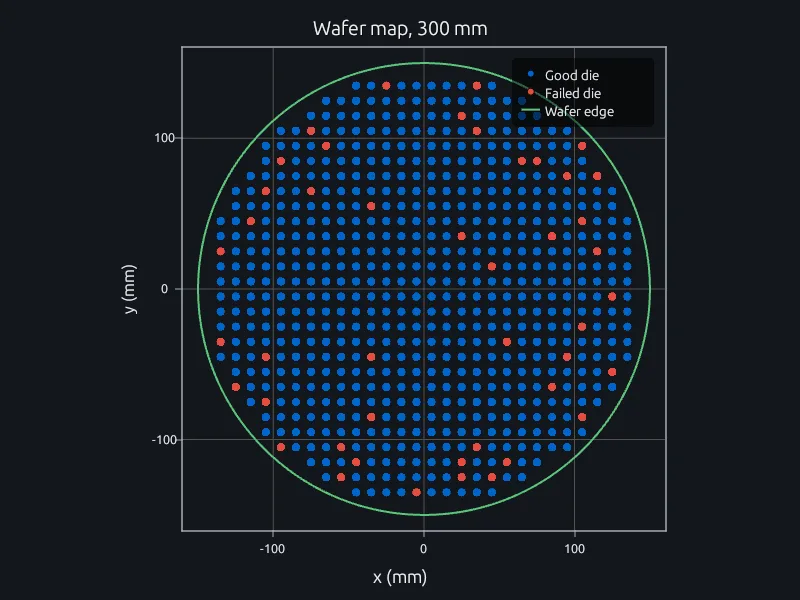 Wafer map, 300 mm
Good die
Failed die
Wafer edge
100
0
-100
y (mm)
-100
0
100
x (mm)